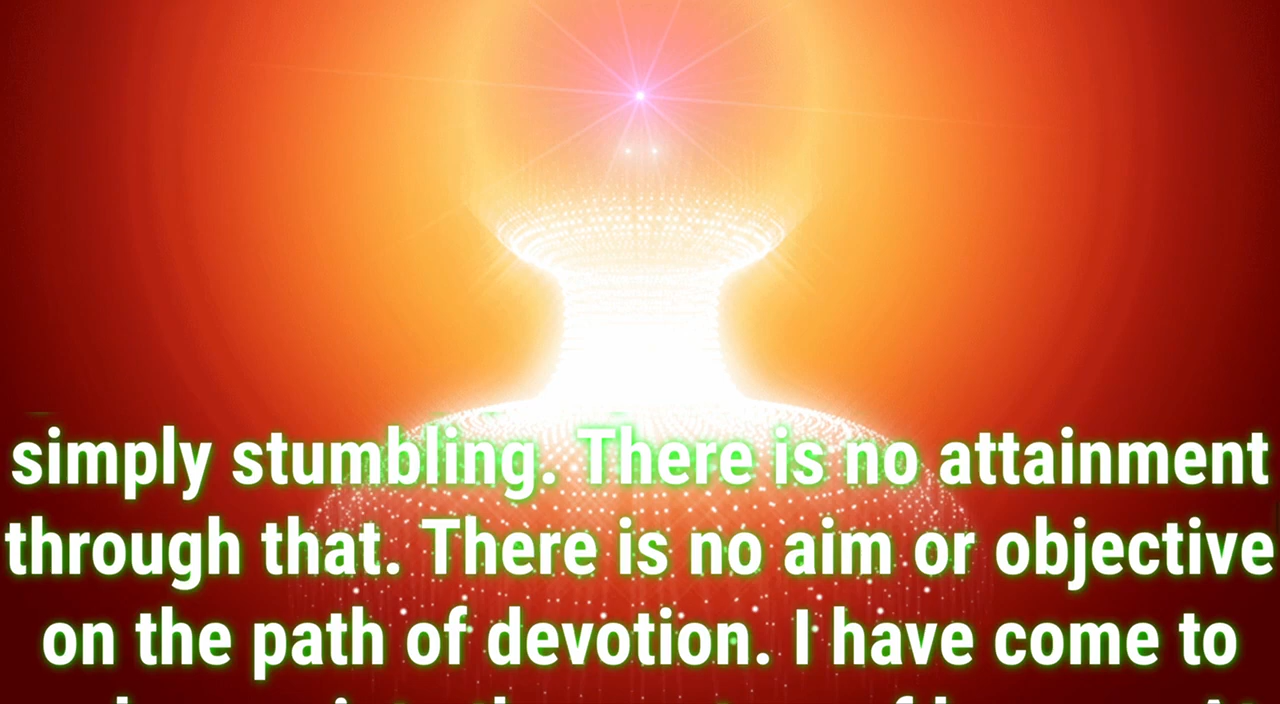 simply stumbling. There is no attainment
through that. There is no aim or objective
on the path of devotion. I have come to